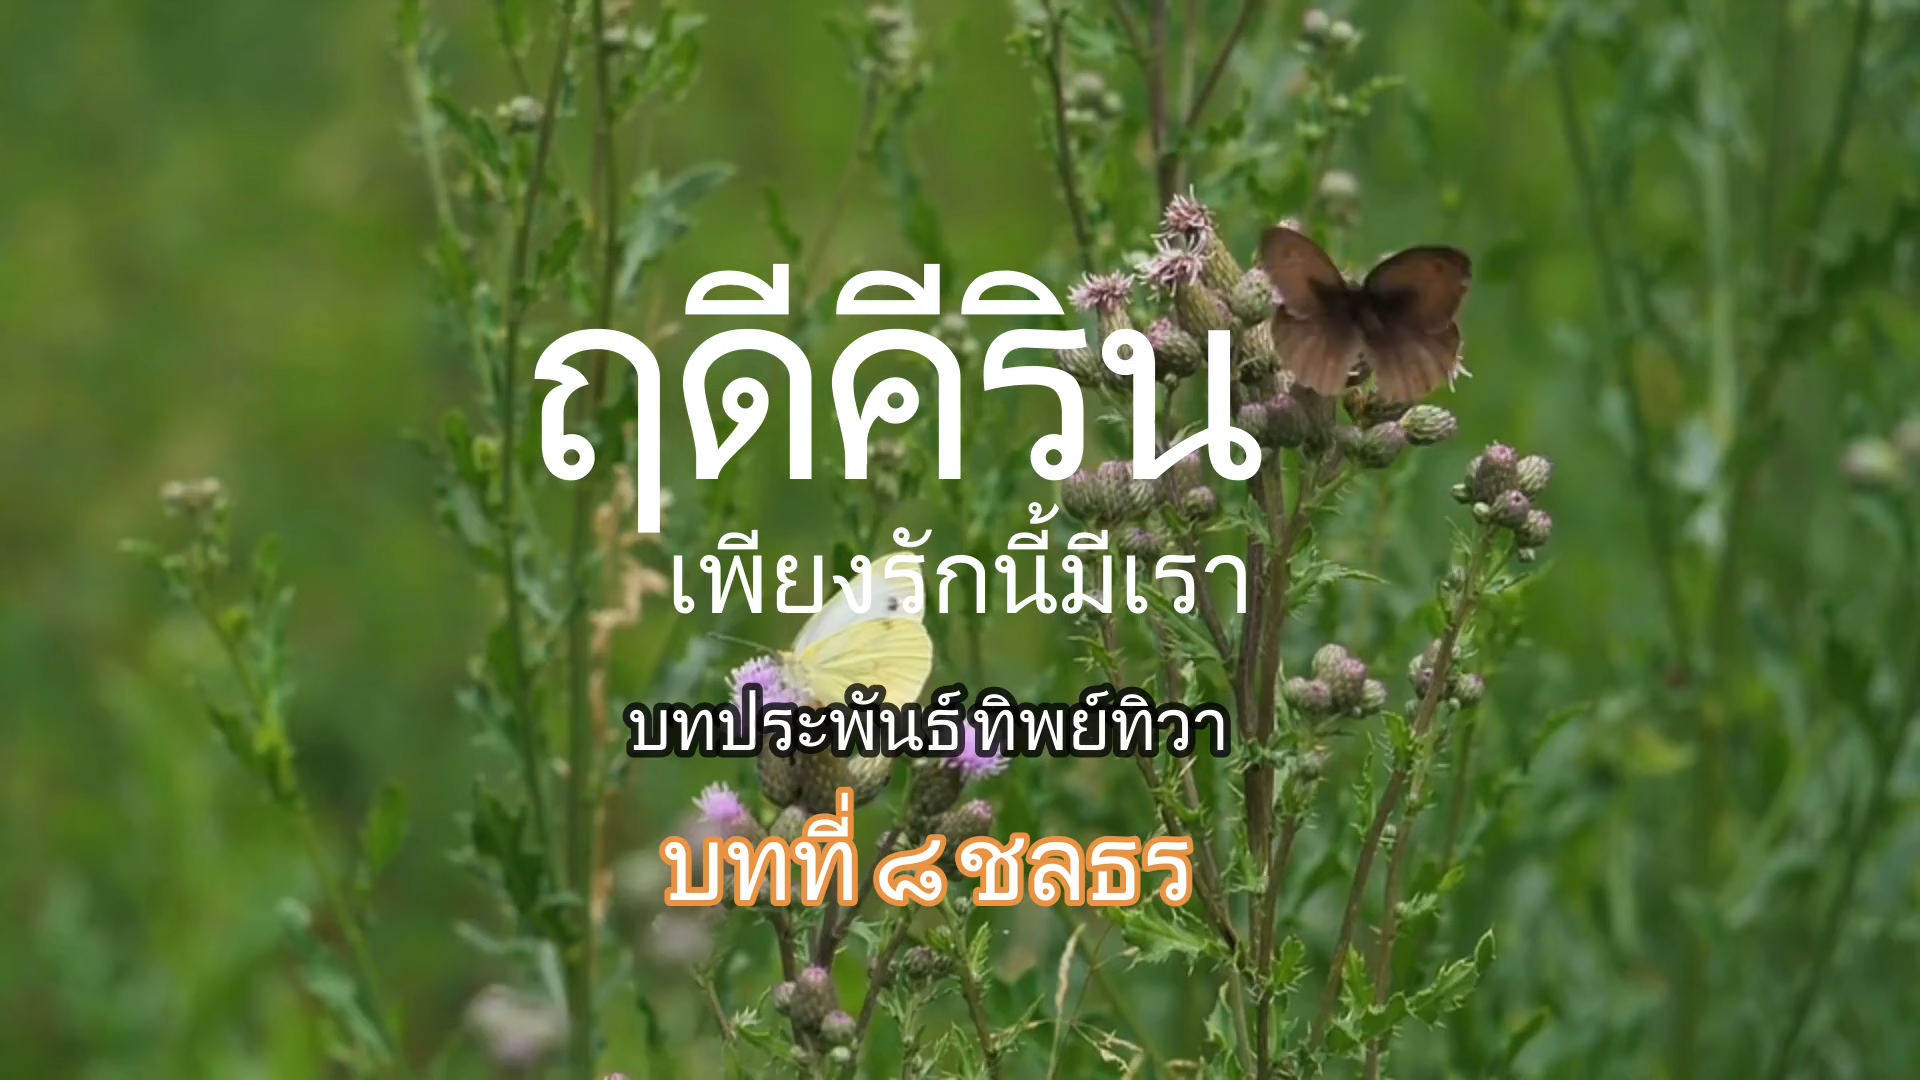 ฤดีคีริน
เพียงรักนี้มีเรา
บทประพันธ์ ทิพย์ทิวา
บทที่ ๘ ชลธร